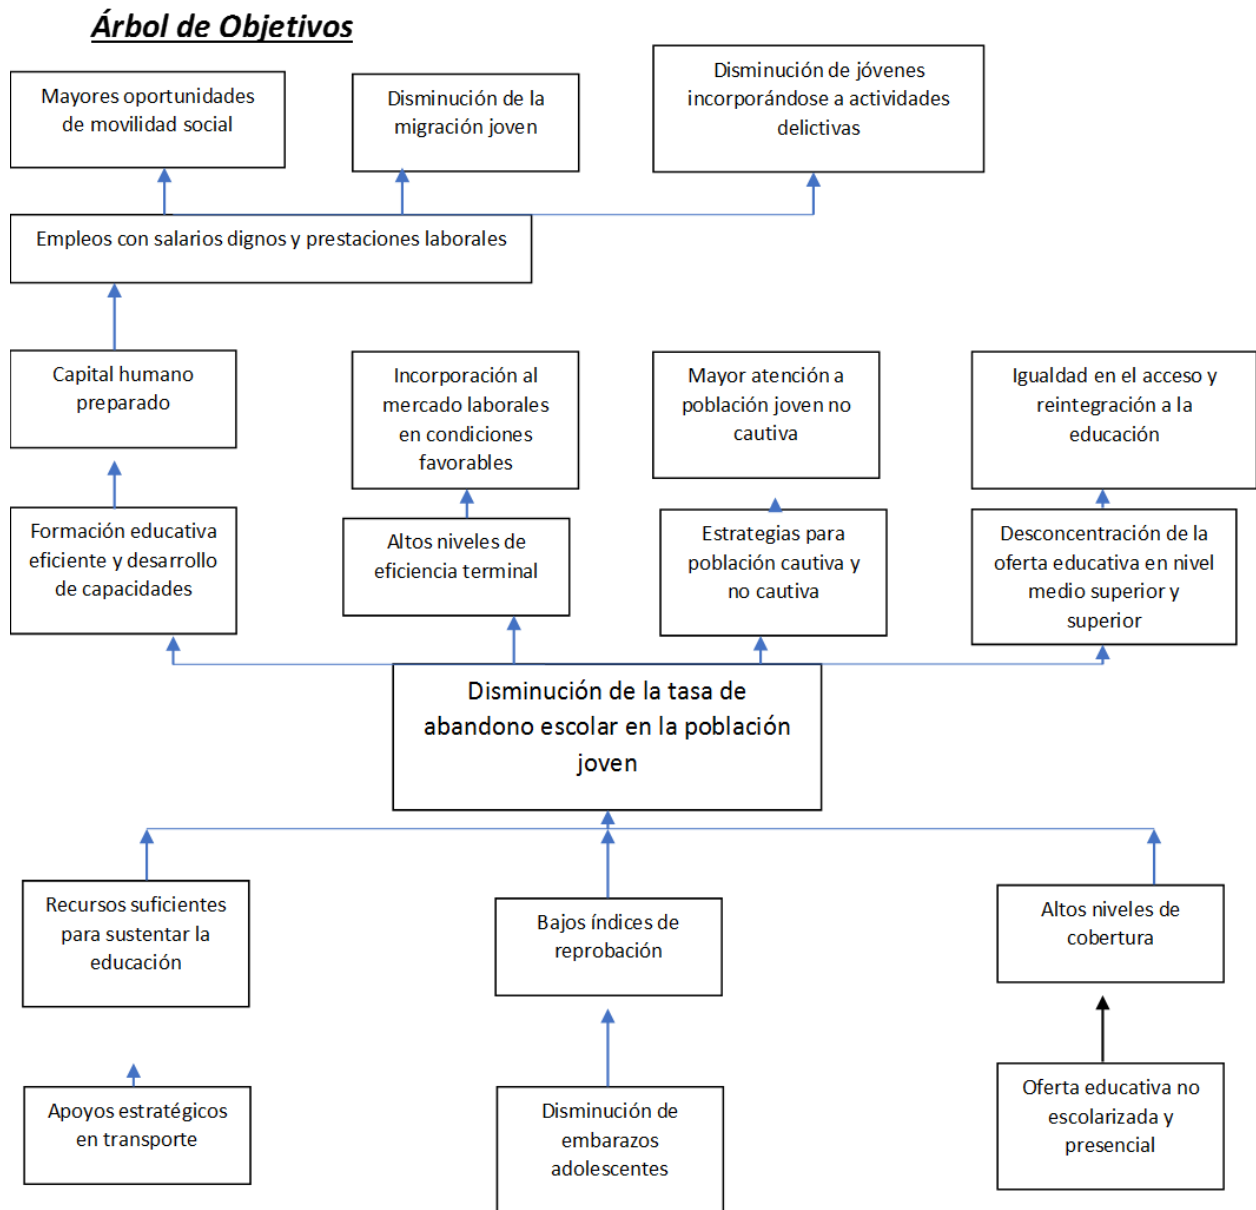 Árbol de Objetivos
Mayores oportunidades
de movilidad social
Disminución de la
migración joven
Disminución de jóvenes
incorporándose a actividades
delictivas
Empleos con salarios dignos y prestaciones laborales
Capital humano
preparado
Incorporación al
mercado laborales
en condiciones
favorables
Mayor atención a
población joven no
cautiva
Igualdad en el acceso y
reintegración a la
educación
Formación educativa
eficiente y desarrollo
de capacidades
Altos niveles de
eficiencia terminal
Estrategias para
población cautiva y
no cautiva
Desconcentración de la
oferta educativa en nivel
medio superior y
superior
Disminución de la tasa de
abandono escolar en la población
joven
Recursos suficientes
para sustentar la
educación
Bajos índices de
reprobación
Altos niveles de
cobertura
Apoyos estratégicos
en transporte
Disminución de
embarazos
adolescentes
Oferta educativa no
escolarizada y
presencial